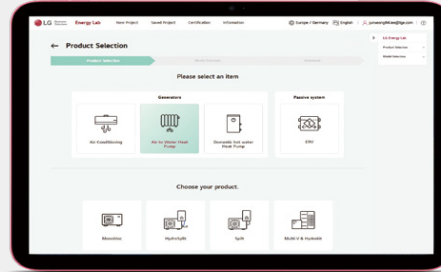 LG
Energy Lab
New Project
Saved Project
Certification
Information
Europe / Germany
English
LG Energy Lab
Product Selection
Model Selection
← Product Selection
Product Selection
Please select an item
Generators
Passive system
Air Conditioning
Air to Water Heat
Pump
Domestic hot water
Heat Pump
ERV
Choose your product.
Monobloc
Hydrosplit
Split
Multi V & Hydrokit